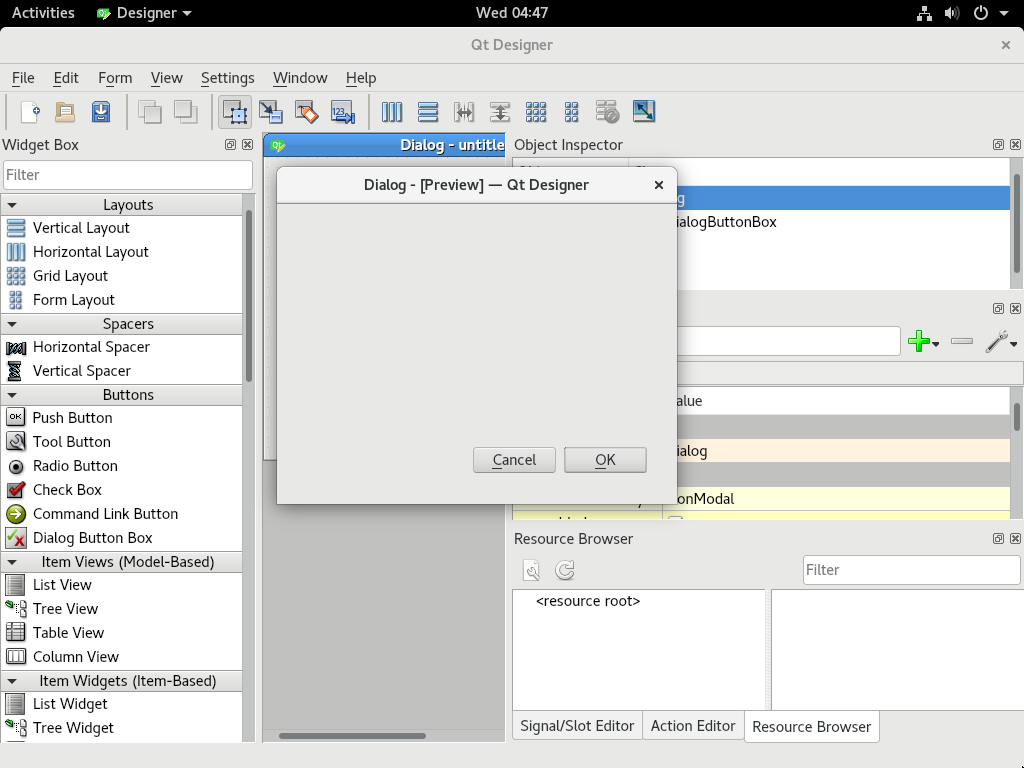 Activities
Designer
Wed 04:47
Qt Designer
File Edit Form View Settings Window Help
Widget Box
Filter
Layouts
Vertical Layout
Horizontal Layout
Grid Layout
Form Layout
Spacers
Horizontal Spacer
Vertical Spacer
Buttons
OK
Push Button
Tool Button
Radio Button
Check Box
Command Link Button
Dialog Button Box
Item Views (Model-Based)
List View
Tree View
Table View
Column View
Item Widgets (Item-Based)
List Widget
Tree Widget
Dialog - untitle
Dialog - [Preview] — Qt Designer
Cancel
OK
Object Inspector
g
ialogButtonBox
alue
ialog
onModal
Resource Browser
Filter
<resource root>
Signal/Slot Editor
Action Editor
Resource Browser